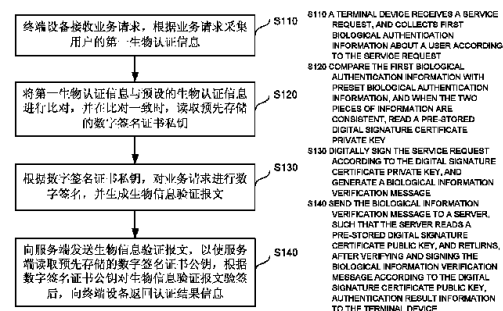 终端设备接收业务请求，根据业务请求采集
用户的第一生物认证信息
S110
将第一生物认证信息与预设的生物认证信息
进行比对，并在比对一致时，读取预先存储
的数字签名证书私钥
S120
根据数字签名证书私钥，对业务请求进行数
字签名，并生成生物信息验证报文
S130
向服务端发送生物信息验证报文，以使服务
端读取预先存储的数字签名证书公钥，根据
数字签名证书公钥对生物信息验证报文验签
后，向终端设备返回认证结果信息
S140
S110 A TERMINAL DEVICE RECEIVES A SERVICE
REQUEST, AND COLLECTS FIRST
BIOLOGICAL AUTHENTICATION
INFORMATION ABOUT A USER ACCORDING
TO THE SERVICE REQUEST
S120 COMPARE THE FIRST BIOLOGICAL
AUTHENTICATION INFORMATION WITH
PRESET BIOLOGICAL AUTHENTICATION
INFORMATION, AND WHEN THE TWO
PIECES OF INFORMATION ARE
CONSISTENT, READ A PRE-STORED
DIGITAL SIGNATURE CERTIFICATE
PRIVATE KEY
S130 DIGITALLY SIGN THE SERVICE REQUEST
ACCORDING TO THE DIGITAL SIGNATURE
CERTIFICATE PRIVATE KEY, AND
GENERATE A BIOLOGICAL INFORMATION
VERIFICATION MESSAGE
S140 SEND THE BIOLOGICAL INFORMATION
VERIFICATION MESSAGE TO A SERVER,
SUCH THAT THE SERVER READS A
PRE-STORED DIGITAL SIGNATURE
CERTIFICATE PUBLIC KEY, AND RETURNS,
AFTER VERIFYING AND SIGNING THE
BIOLOGICAL INFORMATION VERIFICATION
MESSAGE ACCORDING TO THE DIGITAL
SIGNATURE CERTIFICATE PUBLIC KEY,
AUTHENTICATION RESULT INFORMATION
TO THE TERMINAL DEVICE